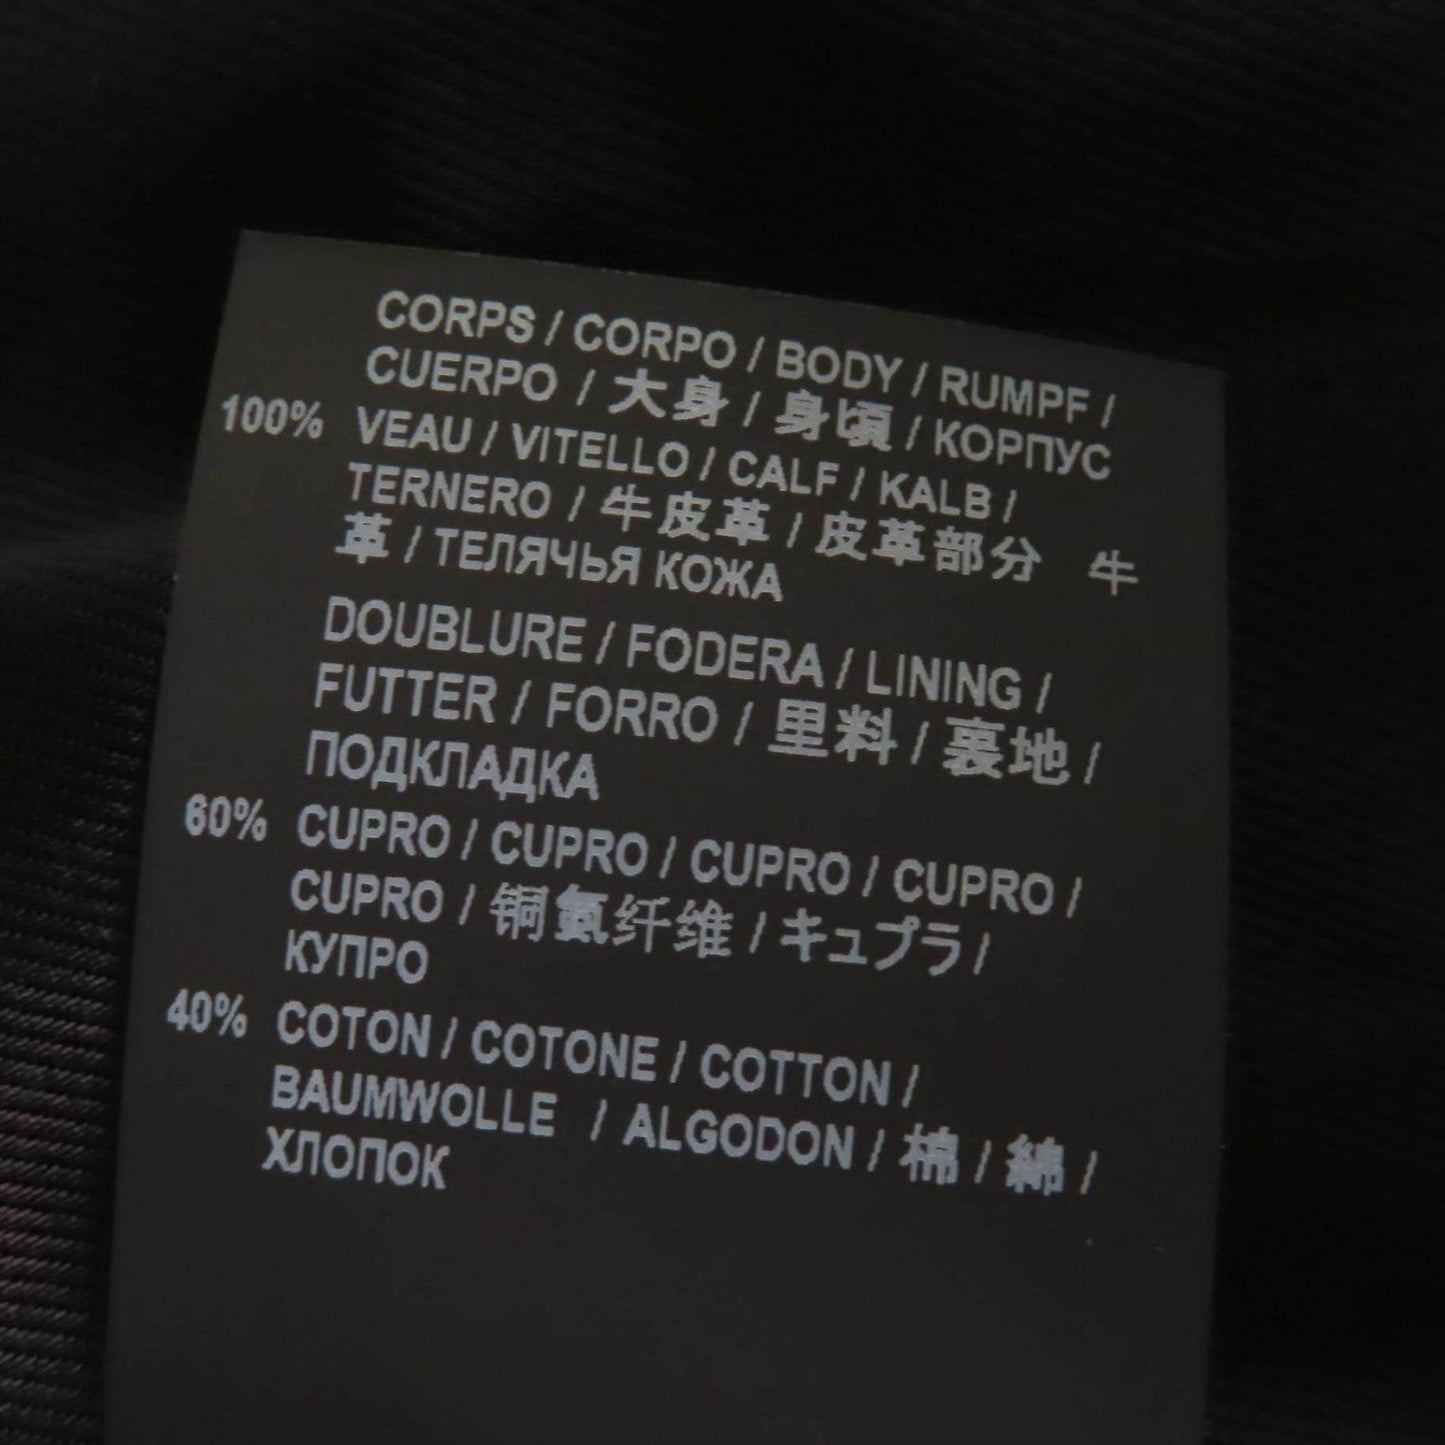 CORPS / CORPO / BODY / RUMPF /
CUERPO / 大身 / 身頃 / КОРПУС
100% VEAU / VITELLO / CALF / KALB /
TERNERO / 牛皮革 / 皮革部分 牛
革 / ТЕЛЯЧЬЯ КОЖА
DOUBLURE / FODERA / LINING /
FUTTER / FORRO / 里料 / 裏地 /
ПОДКЛАДКА
60% CUPRO / CUPRO / CUPRO / CUPRO /
CUPRO / 铜氨纤维 / キュプラ /
КУПРО
40% COTON / COTONE / COTTON /
BAUMWOLLE / ALGODON / 棉 / 綿 /
ХЛОПОК